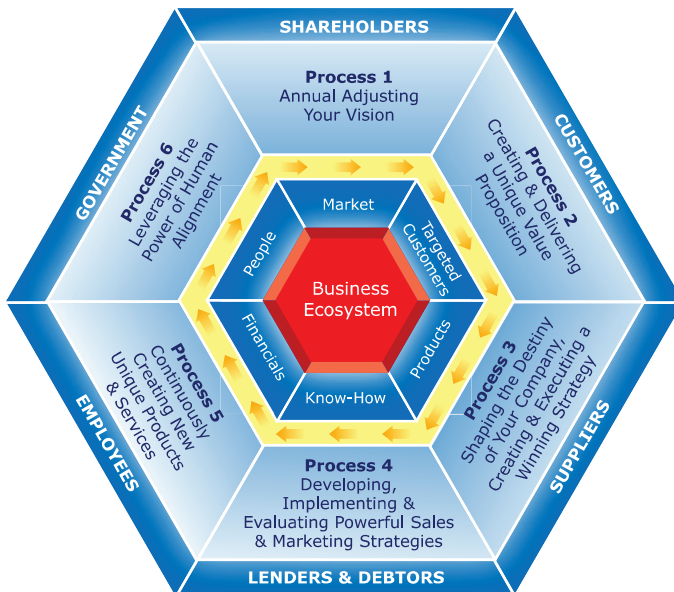 SHAREHOLDERS
Process 1
Annual Adjusting
Your Vision
CUSTOMERS
Process 2
Creating & Delivering
a Unique Value
Proposition
SUPPLIERS
Process 3
Shaping the Destiny
of Your Company,
Creating & Executing a
Winning Strategy
LENDERS & DEBTORS
Process 4
Developing,
Implementing &
Evaluating Powerful Sales
& Marketing Strategies
EMPLOYEES
Process 5
Continuously
Creating New
Unique Products
& Services
GOVERNMENT
Process 6
Leveraging the
Power of Human
Alignment
Market
Targeted
Customers
Products
Know-How
Financials
People
Business
Ecosystem